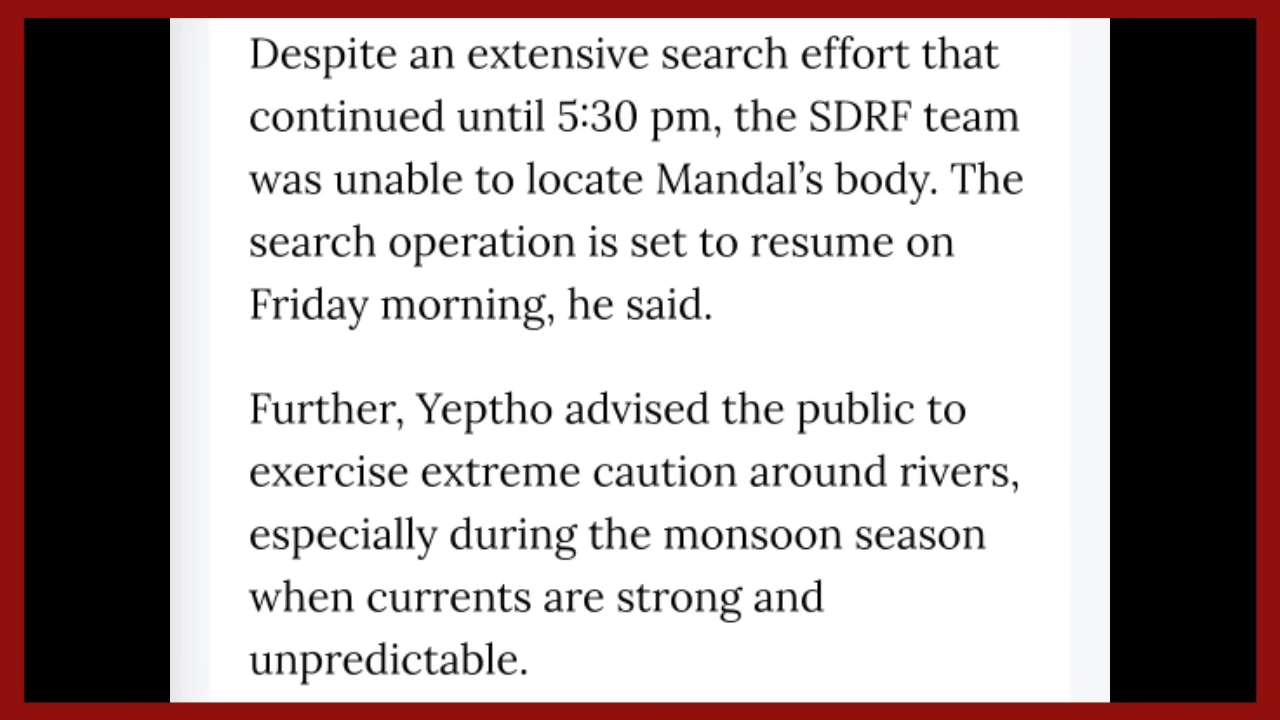 Despite an extensive search effort that
continued until 5:30 pm, the SDRF team
was unable to locate Mandal’s body. The
search operation is set to resume on
Friday morning, he said.
Further, Yeptho advised the public to
exercise extreme caution around rivers,
especially during the monsoon season
when currents are strong and
unpredictable.